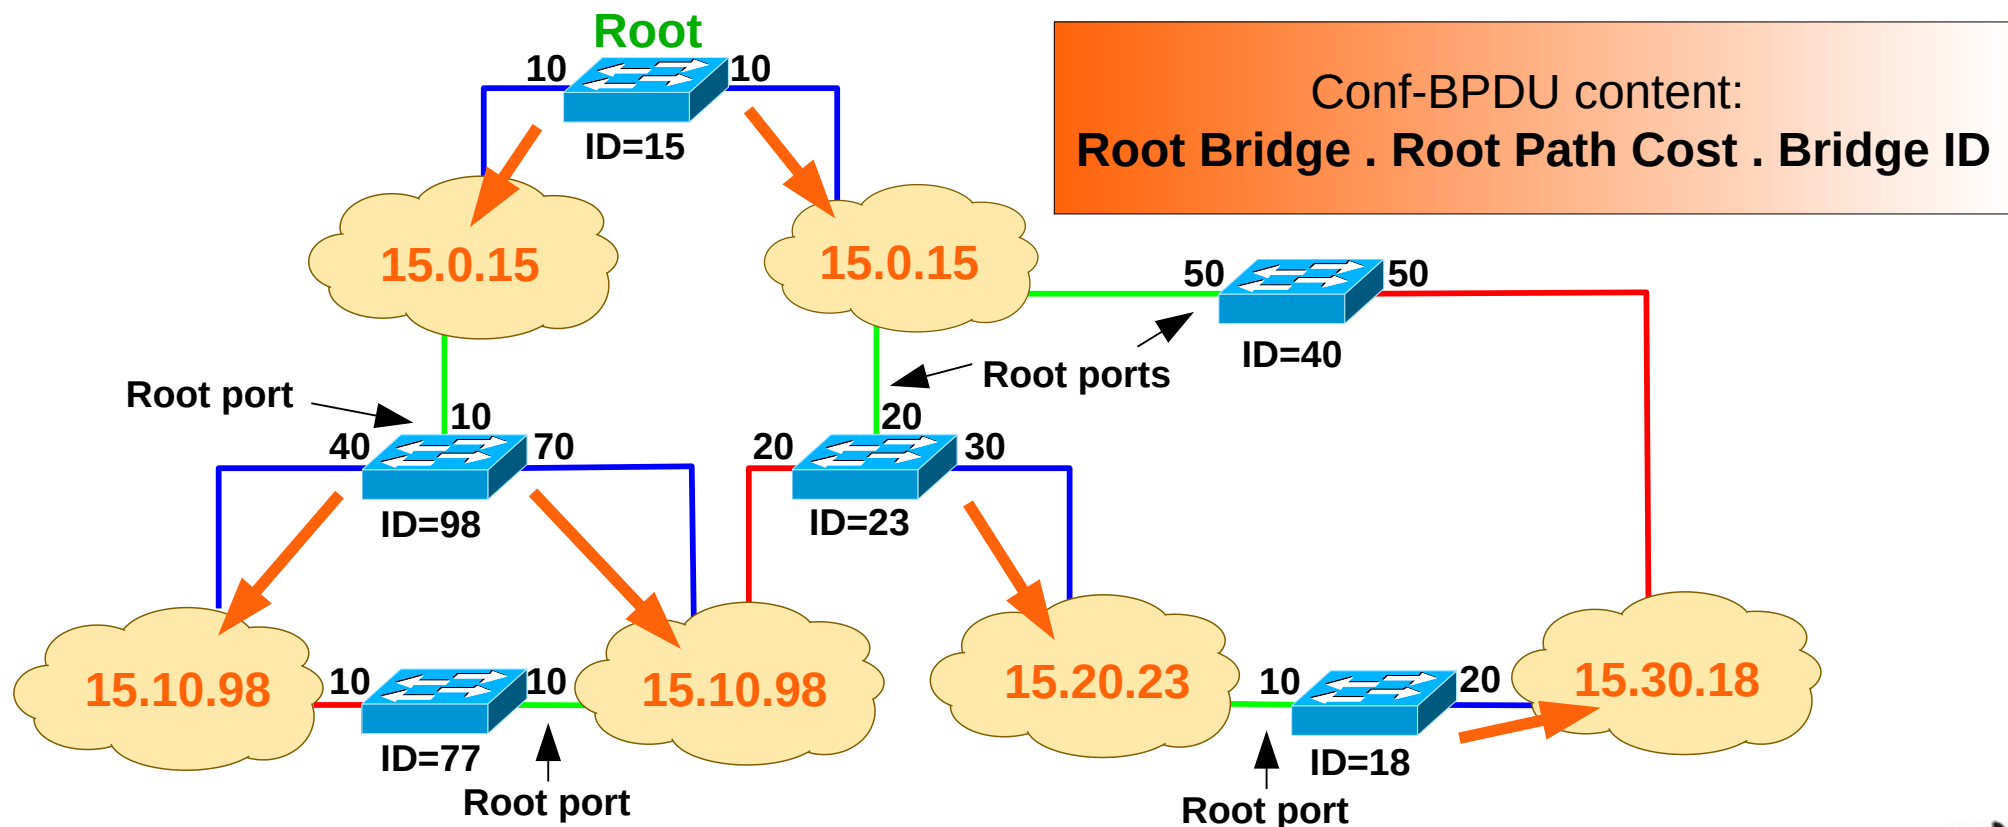 Root
10
10
ID=15
Conf-BPDU content:
Root Bridge . Root Path Cost . Bridge ID
15.0.15
15.0.15
50
50
ID=40
Root ports
Root port
10
40
70
ID=98
20
20
30
ID=23
15.10.98
10
10
ID=77
Root port
15.10.98
15.20.23
10
20
ID=18
Root port
15.30.18